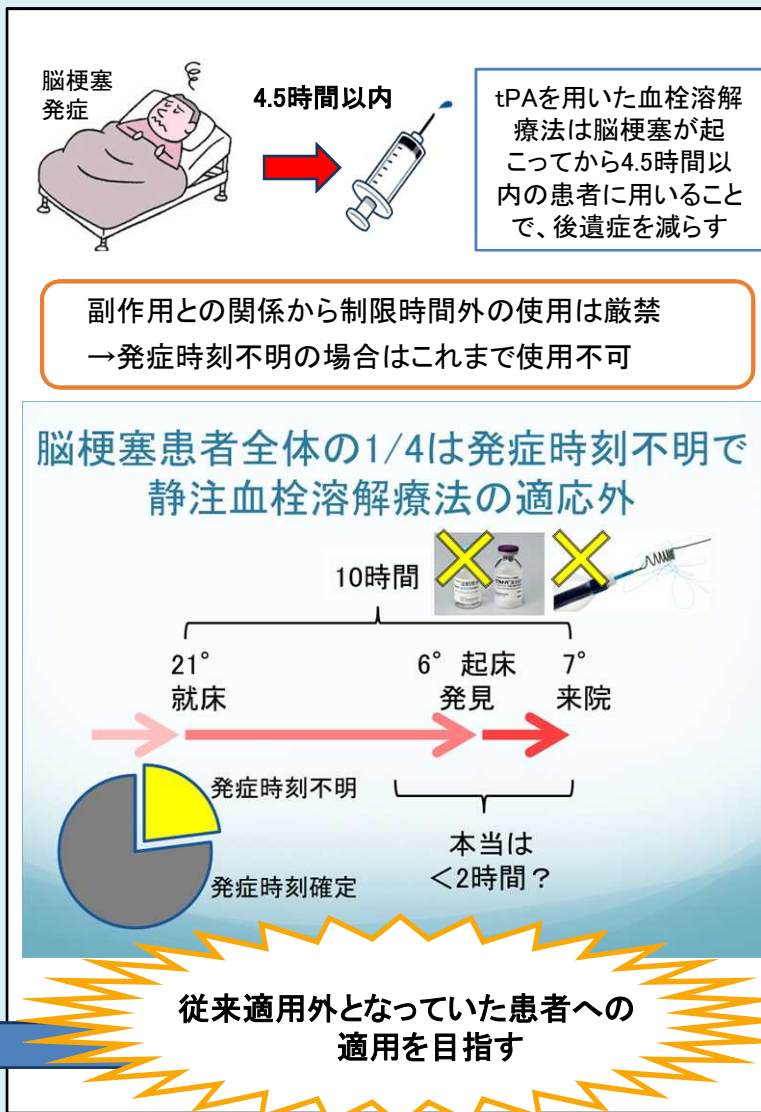 脳梗塞
発症
4.5時間以内
tPAを用いた血栓溶解
療法は脳梗塞が起
こってから4.5時間以
内の患者に用いること
で、後遺症を減らす
副作用との関係から制限時間外の使用は厳禁
→発症時刻不明の場合はこれまで使用不可
脳梗塞患者全体の1/4は発症時刻不明で
静注血栓溶解療法の適応外
10時間
21°
就床
6° 起床
発見
7°
来院
発症時刻不明
発症時刻確定
本当は
<2時間?
従来適用外となっていた患者への
適用を目指す